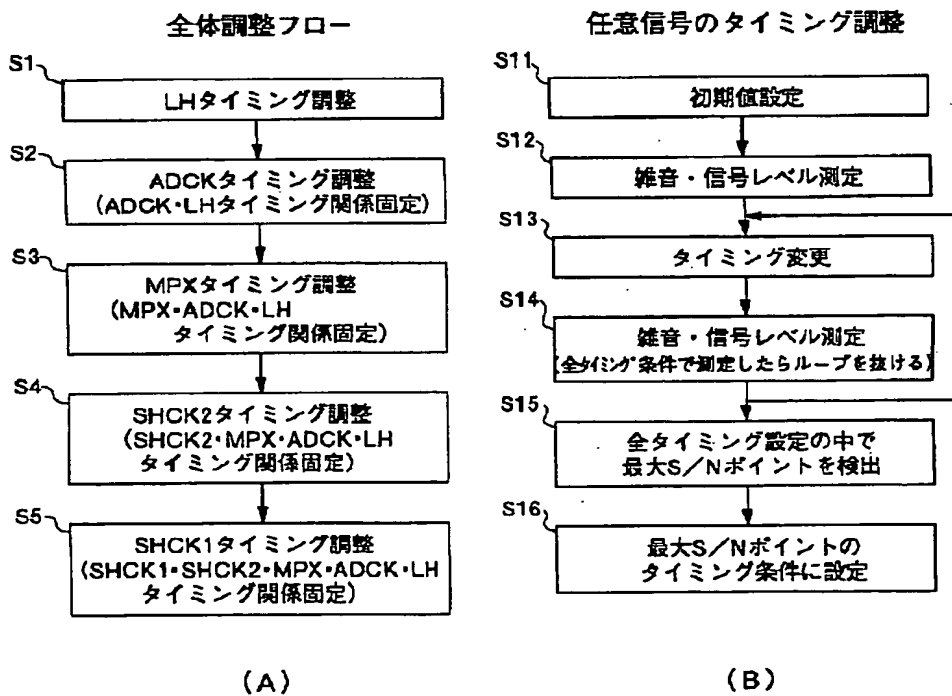 全体調整フロー
S1
LHタイミング調整
S2
ADCKタイミング調整
(ADCK・LHタイミング関係固定)
S3
MPXタイミング調整
(MPX・ADCK・LH
タイミング関係固定)
S4
SHCK2タイミング調整
(SHCK2・MPX・ADCK・LH
タイミング関係固定)
S5
SHCK1タイミング調整
(SHCK1・SHCK2・MPX・ADCK・LH
タイミング関係固定)
(A)
任意信号のタイミング調整
S11
初期値設定
S12
雑音・信号レベル測定
S13
タイミング変更
S14
雑音・信号レベル測定
(全タイミング条件で測定したらループを抜ける)
S15
全タイミング設定の中で
最大S/Nポイントを検出
S16
最大S/Nポイントの
タイミング条件に設定
(B)